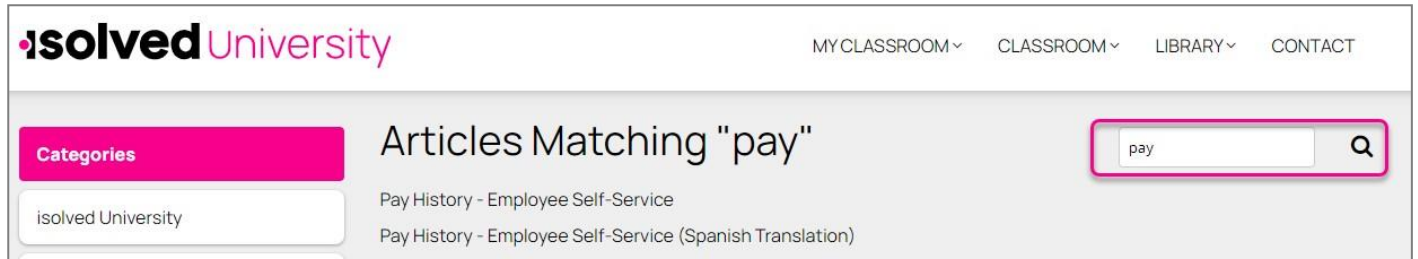 isolved University
MY CLASSROOM CLASSROOM LIBRARY CONTACT
Categories
isolved University
Articles Matching "pay"
pay
Pay History - Employee Self-Service
Pay History - Employee Self-Service (Spanish Translation)